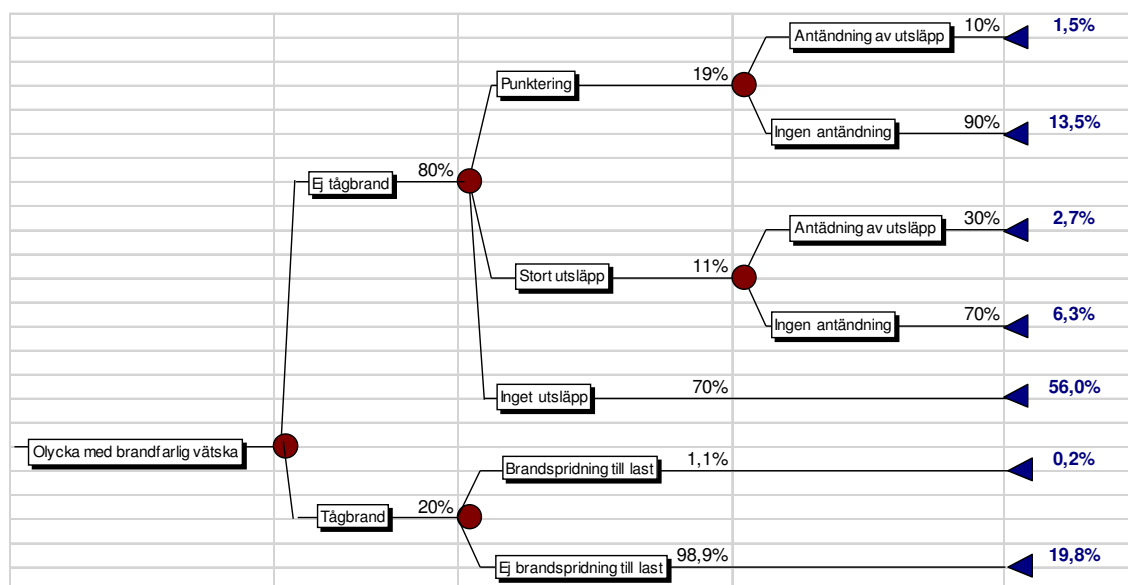 Antändning av utsläpp 10% 1,5%
Punktering 19%
Ingen antändning 90% 13,5%
Ej tågbrand 80%
Antädning av utsläpp 30% 2,7%
Stort utsläpp 11%
Ingen antändning 70% 6,3%
Inget utsläpp 70% 56,0%
Olycka med brandfarlig vätska
Brandspridning till last 1,1% 0,2%
Tågbrand 20%
Ej brandspridning till last 98,9% 19,8%